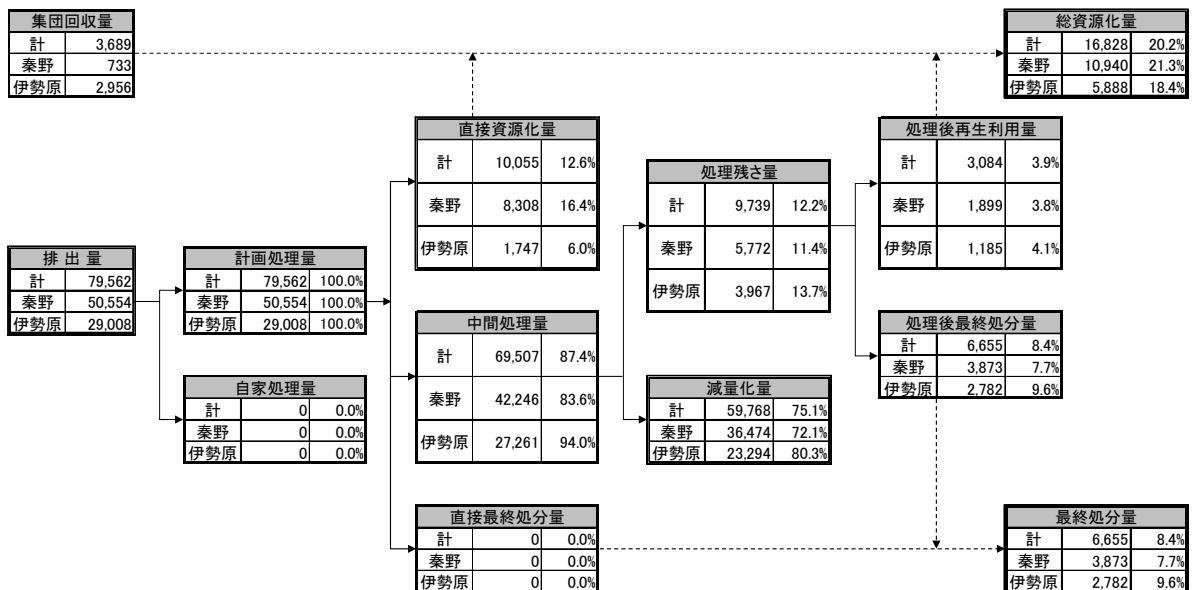 集団回収量
計 3,689
秦野 733
伊勢原 2,956
総資源化量
計 16,828 20.2%
秦野 10,940 21.3%
伊勢原 5,888 18.4%
直接資源化量
計 10,055 12.6%
秦野 8,308 16.4%
伊勢原 1,747 6.0%
処理後再生利用量
計 3,084 3.9%
秦野 1,899 3.8%
伊勢原 1,185 4.1%
処理残さ量
計 9,739 12.2%
秦野 5,772 11.4%
伊勢原 3,967 13.7%
排 出 量
計 79,562
秦野 50,554
伊勢原 29,008
計画処理量
計 79,562 100.0%
秦野 50,554 100.0%
伊勢原 29,008 100.0%
中間処理量
計 69,507 87.4%
秦野 42,246 83.6%
伊勢原 27,261 94.0%
処理後最終処分量
計 6,655 8.4%
秦野 3,873 7.7%
伊勢原 2,782 9.6%
自家処理量
計 0 0.0%
秦野 0 0.0%
伊勢原 0 0.0%
減量化量
計 59,768 75.1%
秦野 36,474 72.1%
伊勢原 23,294 80.3%
直接最終処分量
計 0 0.0%
秦野 0 0.0%
伊勢原 0 0.0%
最終処分量
計 6,655 8.4%
秦野 3,873 7.7%
伊勢原 2,782 9.6%